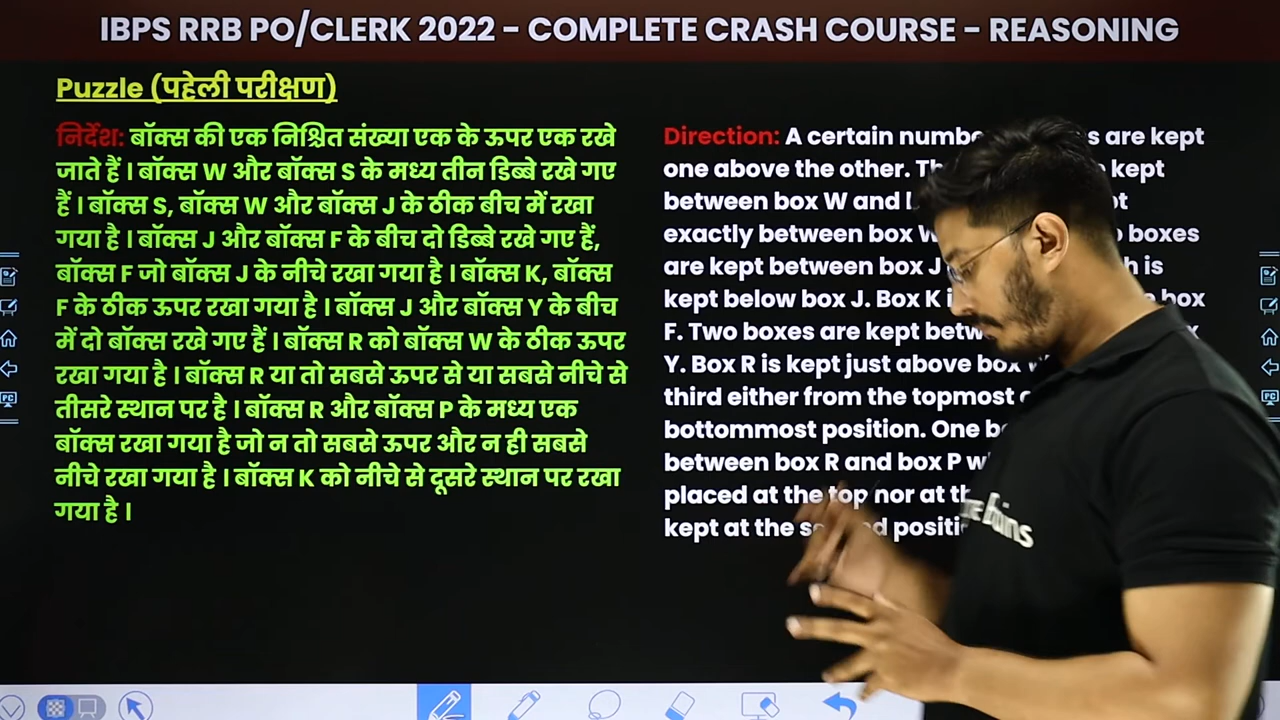 IBPS RRB PO/CLERK 2022 - COMPLETE CRASH COURSE - REASONING
Puzzle (पहेली परीक्षण)
निर्देश: बॉक्स की एक निश्चित संख्या एक के ऊपर एक रखे
जाते हैं । बॉक्स W और बॉक्स S के मध्य तीन डिब्बे रखे गए
हैं । बॉक्स S, बॉक्स W और बॉक्स J के ठीक बीच में रखा
गया है । बॉक्स J और बॉक्स F के बीच दो डिब्बे रखे गए हैं,
बॉक्स F जो बॉक्स J के नीचे रखा गया है । बॉक्स K, बॉक्स
F के ठीक ऊपर रखा गया है । बॉक्स J और बॉक्स Y के बीच
में दो बॉक्स रखे गए हैं । बॉक्स R को बॉक्स W के ठीक ऊपर
रखा गया है । बॉक्स R या तो सबसे ऊपर से या सबसे नीचे से
तीसरे स्थान पर है । बॉक्स R और बॉक्स P के मध्य एक
बॉक्स रखा गया है जो न तो सबसे ऊपर और न ही सबसे
नीचे रखा गया है । बॉक्स K को नीचे से दूसरे स्थान पर रखा
गया है ।
Direction: A certain are kept
one above the other. kept
between box W and
exactly between box boxes
are kept between box J is
kept below box J. Box K box
F. Two boxes are kept
Y. Box R is kept just above box
third either from the topmost
bottommost position. One
between box R and box P
placed at the top nor at
kept at the